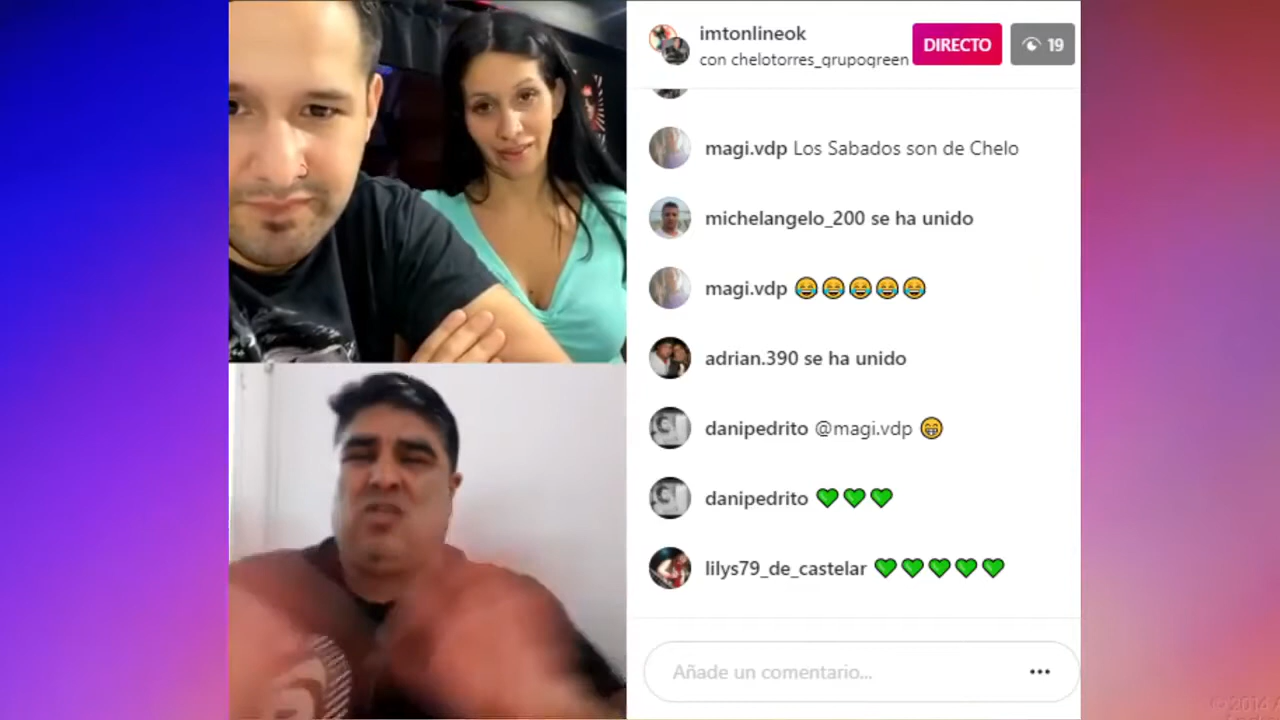 imtonlineok
con chelotorres_grupogreen
DIRECTO
19
magi.vdp Los Sabados son de Chelo
michelangelo_200 se ha unido
magi.vdp 😂😂😂😂😂
adrian.390 se ha unido
danipedrito @magi.vdp 😁
danipedrito 💚💚💚
lilys79_de_castelar 💚💚💚💚💚
Añade un comentario...
© 2014